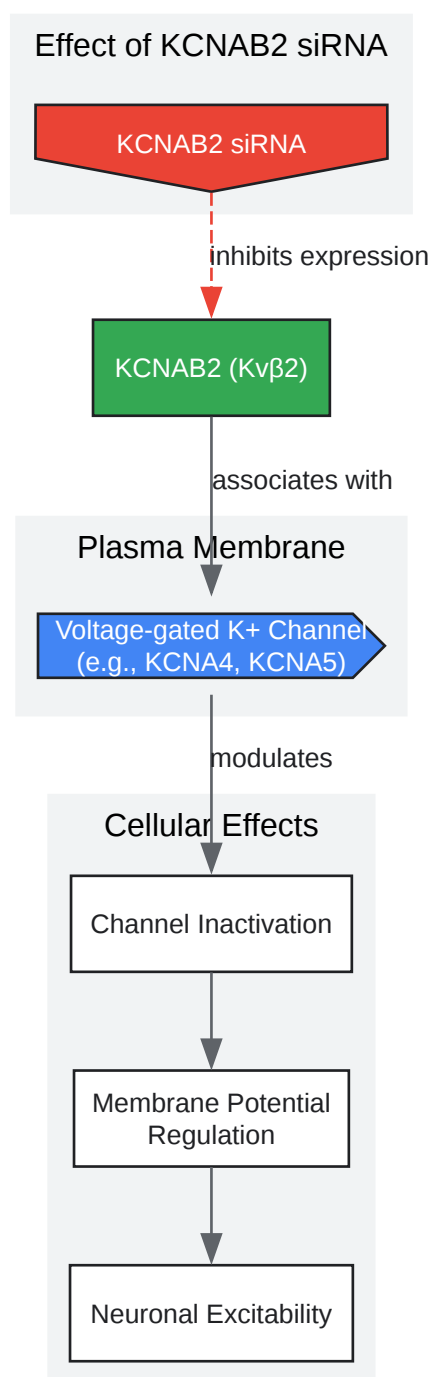 Effect of KCNAB2 siRNA
KCNAB2 siRNA
inhibits expression
KCNAB2 (Kvβ2)
associates with
Plasma Membrane
Voltage-gated K+ Channel
(e.g., KCNA4, KCNA5)
modulates
Cellular Effects
Channel Inactivation
Membrane Potential
Regulation
Neuronal Excitability